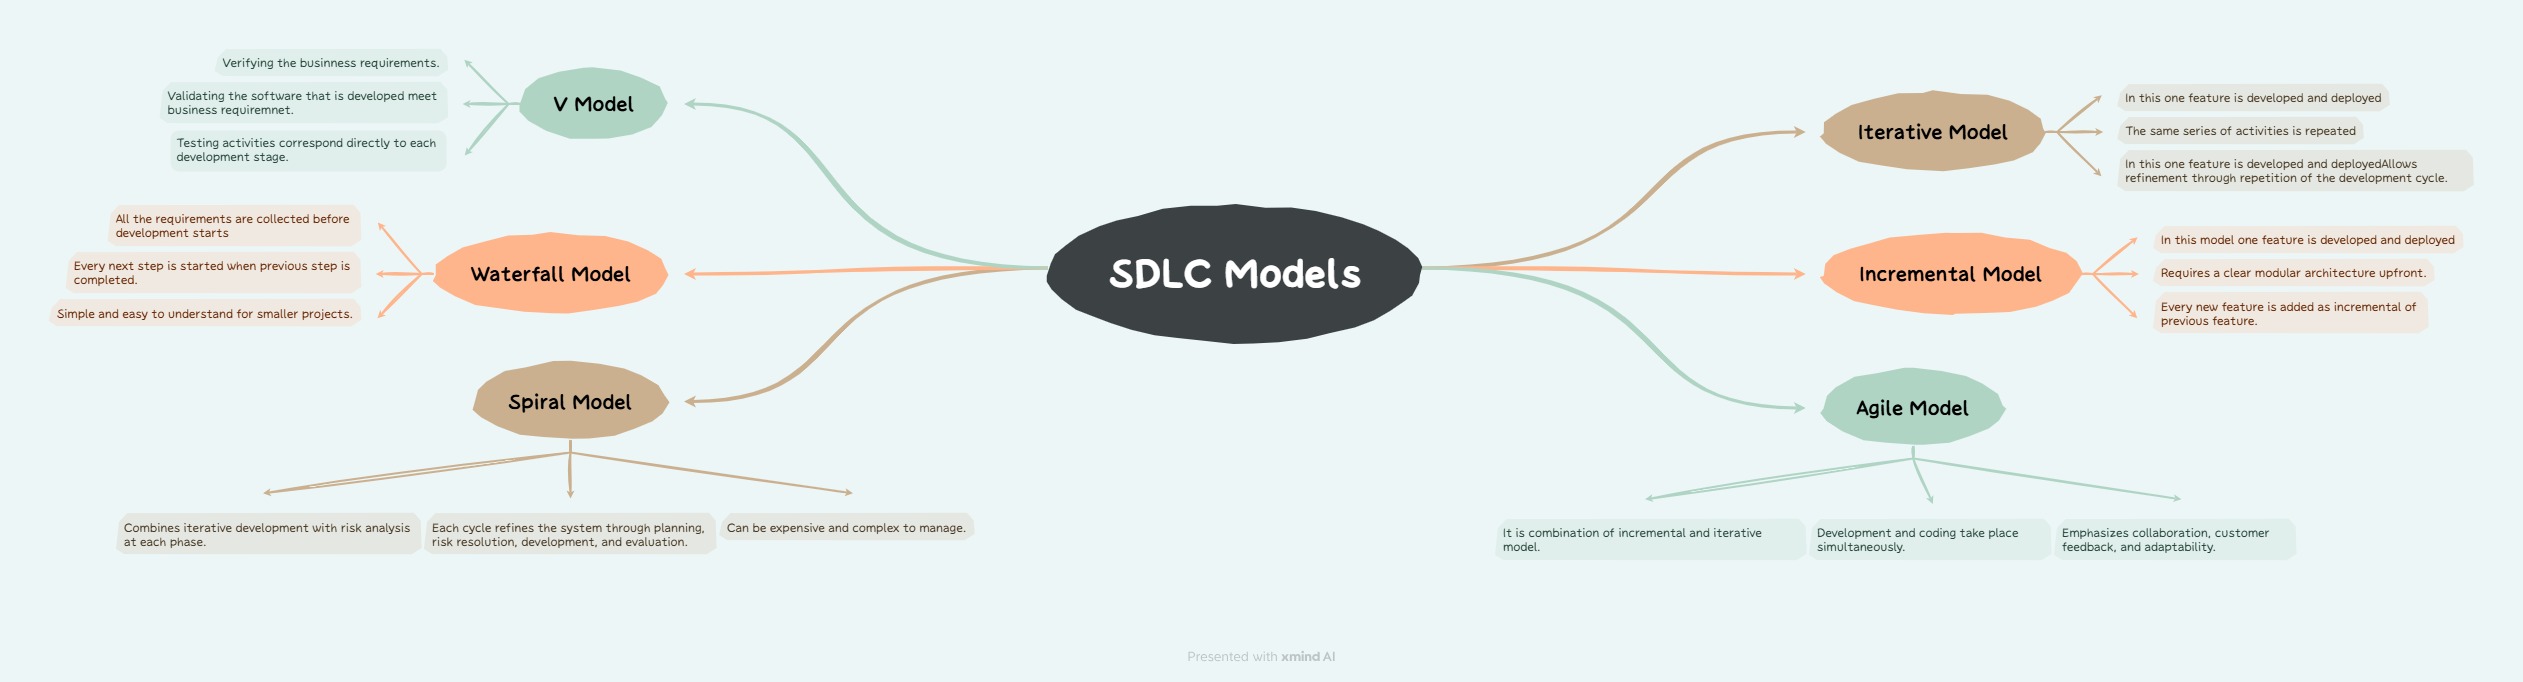 SDLC Models
V Model
Verifying the businness requirements.
Validating the software that is developed meet
business requiremnet.
Testing activities correspond directly to each
development stage.
Waterfall Model
All the requirements are collected before
development starts
Every next step is started when previous step is
completed.
Simple and easy to understand for smaller projects.
Spiral Model
Combines iterative development with risk analysis
at each phase.
Each cycle refines the system through planning,
risk resolution, development, and evaluation.
Can be expensive and complex to manage.
Iterative Model
In this one feature is developed and deployed
The same series of activities is repeated
In this one feature is developed and deployedAllows
refinement through repetition of the development cycle.
Incremental Model
In this model one feature is developed and deployed
Requires a clear modular architecture upfront.
Every new feature is added as incremental of
previous feature.
Agile Model
It is combination of incremental and iterative
model.
Development and coding take place
simultaneously.
Emphasizes collaboration, customer
feedback, and adaptability.
Presented with xmind AI